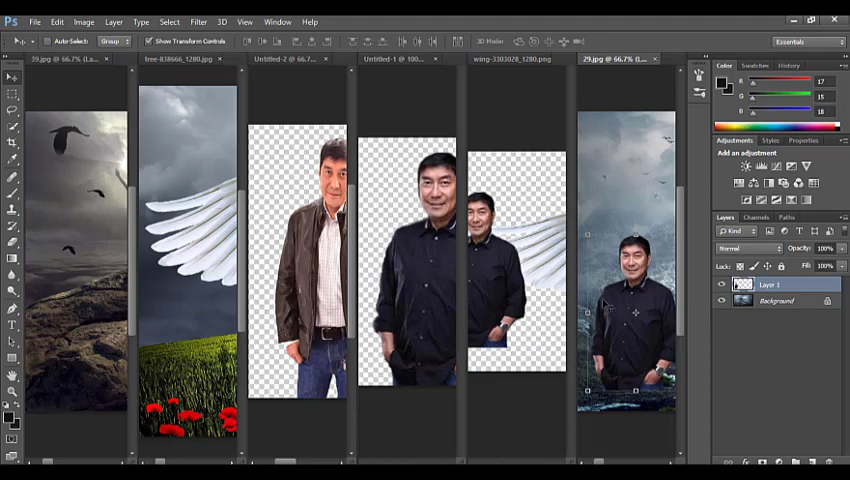 Ps File Edit Image Layer Type Select Filter 3D View Window Help
Auto-Select: Group Show Transform Controls 3D Mode: Essentials
39.jpg @ 66.7% (La... tree-838666_1280.jpg Untitled-2 @ 66.7%... Untitled-1 @ 100... wing-3303028_1280.png 29.jpg @ 66.7% (L...
Color Swatches History
R 17
G 15
B 18
Adjustments Styles Properties
Add an adjustment
Layers Channels Paths
Kind
Normal Opacity: 100%
Lock: Fill: 100%
Layer 1
Background
fx